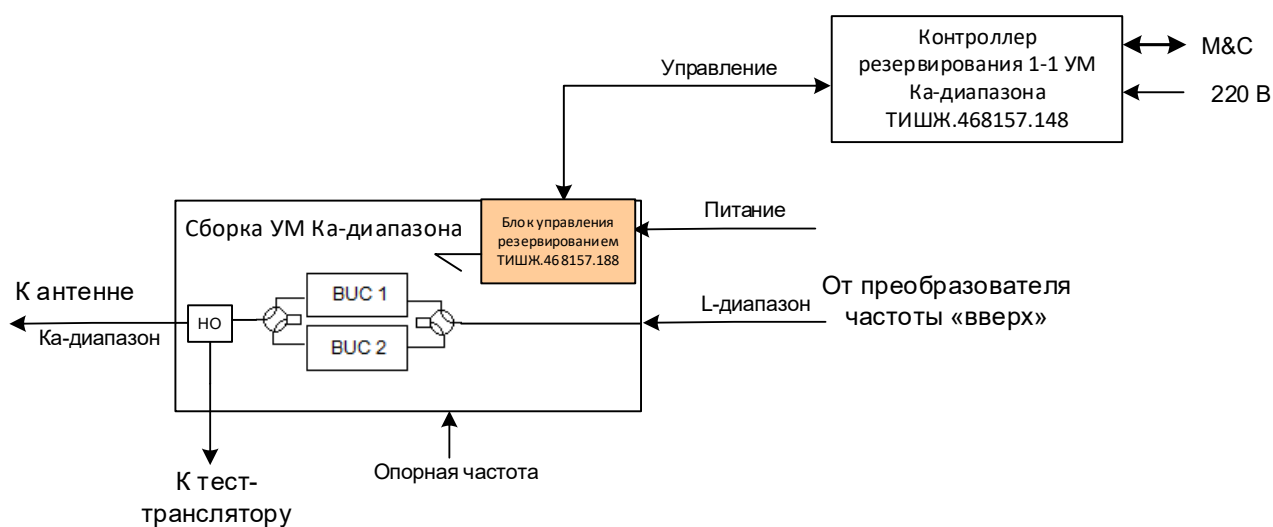 Контроллер
резервирования 1-1 УМ
Ка-диапазона
ТИШЖ.468157.148
M&C
220 В
Управление
Сборка УМ Ка-диапазона
Блок управления
резервированием
ТИШЖ.468157.188
Питание
BUC 1
BUC 2
НО
К антенне
Ка-диапазон
L-диапазон
От преобразователя
частоты «вверх»
Опорная частота
К тест-
транслятору